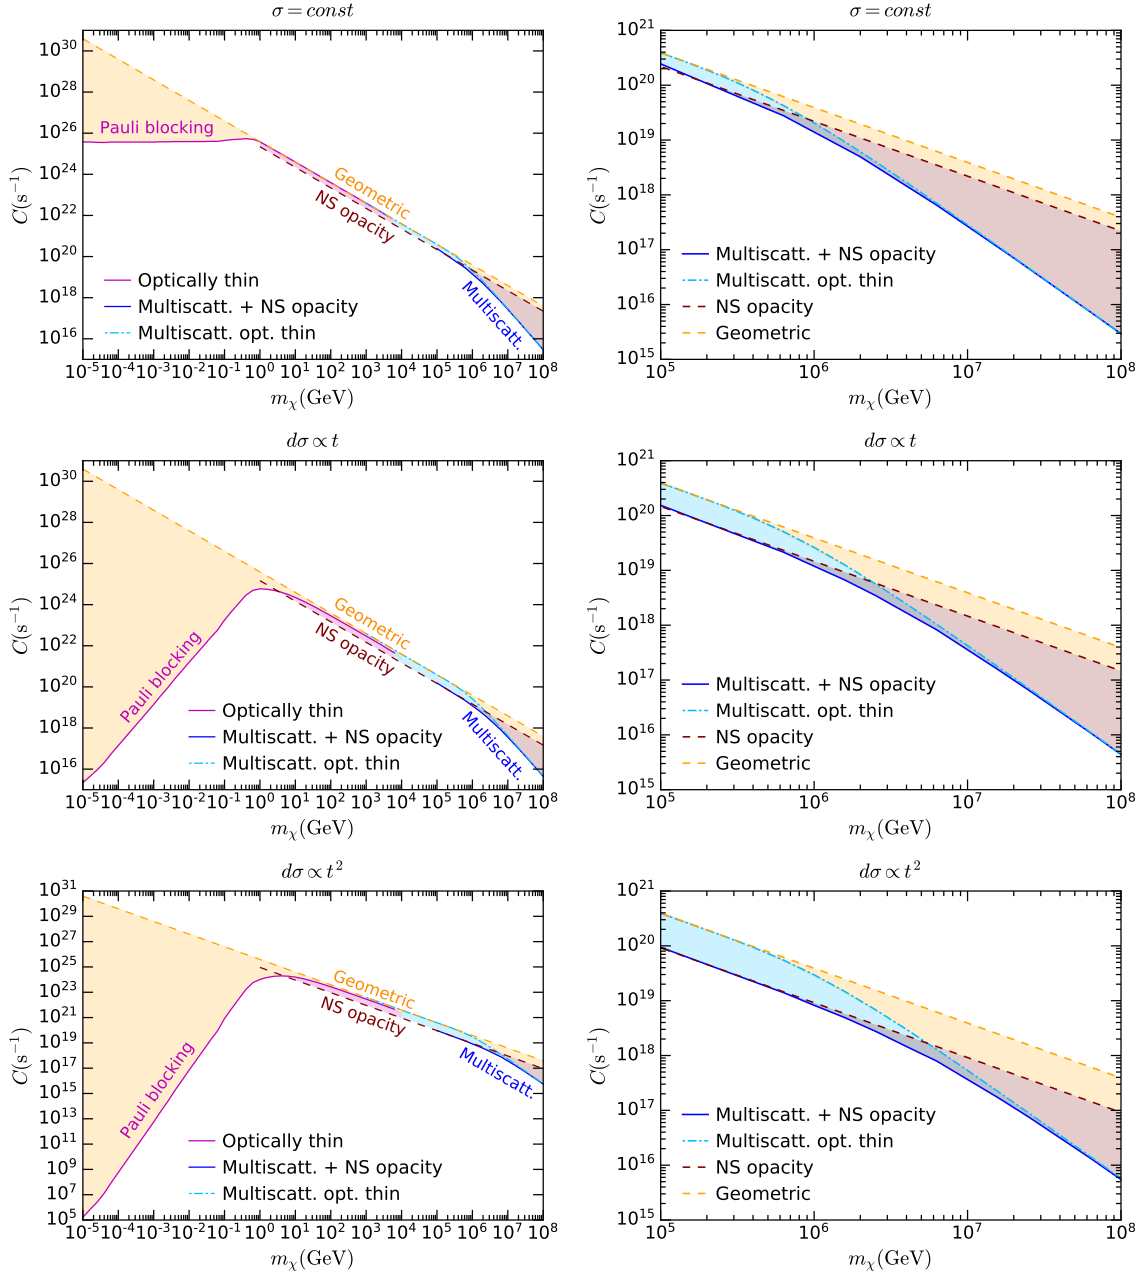 σ = const
10^30
10^28
10^26
10^24
10^22
10^20
10^18
10^16
C(s⁻¹)
Pauli blocking
Geometric
NS opacity
Multiscatt.
Optically thin
Multiscatt. + NS opacity
Multiscatt. opt. thin
10^-5 10^-4 10^-3 10^-2 10^-1 10^0 10^1 10^2 10^3 10^4 10^5 10^6 10^7 10^8
m_χ(GeV)
σ = const
10^21
10^20
10^19
10^18
10^17
10^16
10^15
C(s⁻¹)
Multiscatt. + NS opacity
Multiscatt. opt. thin
NS opacity
Geometric
10^5 10^6 10^7 10^8
m_χ(GeV)
dσ ∝ t
10^30
10^28
10^26
10^24
10^22
10^20
10^18
10^16
C(s⁻¹)
Pauli blocking
Geometric
NS opacity
Multiscatt.
Optically thin
Multiscatt. + NS opacity
Multiscatt. opt. thin
10^-5 10^-4 10^-3 10^-2 10^-1 10^0 10^1 10^2 10^3 10^4 10^5 10^6 10^7 10^8
m_χ(GeV)
dσ ∝ t
10^21
10^20
10^19
10^18
10^17
10^16
10^15
C(s⁻¹)
Multiscatt. + NS opacity
Multiscatt. opt. thin
NS opacity
Geometric
10^5 10^6 10^7 10^8
m_χ(GeV)
dσ ∝ t²
10^31
10^29
10^27
10^25
10^23
10^21
10^19
10^17
10^15
10^13
10^11
10^9
10^7
10^5
C(s⁻¹)
Pauli blocking
Geometric
NS opacity
Multiscatt.
Optically thin
Multiscatt. + NS opacity
Multiscatt. opt. thin
10^-5 10^-4 10^-3 10^-2 10^-1 10^0 10^1 10^2 10^3 10^4 10^5 10^6 10^7 10^8
m_χ(GeV)
dσ ∝ t²
10^21
10^20
10^19
10^18
10^17
10^16
10^15
C(s⁻¹)
Multiscatt. + NS opacity
Multiscatt. opt. thin
NS opacity
Geometric
10^5 10^6 10^7 10^8
m_χ(GeV)